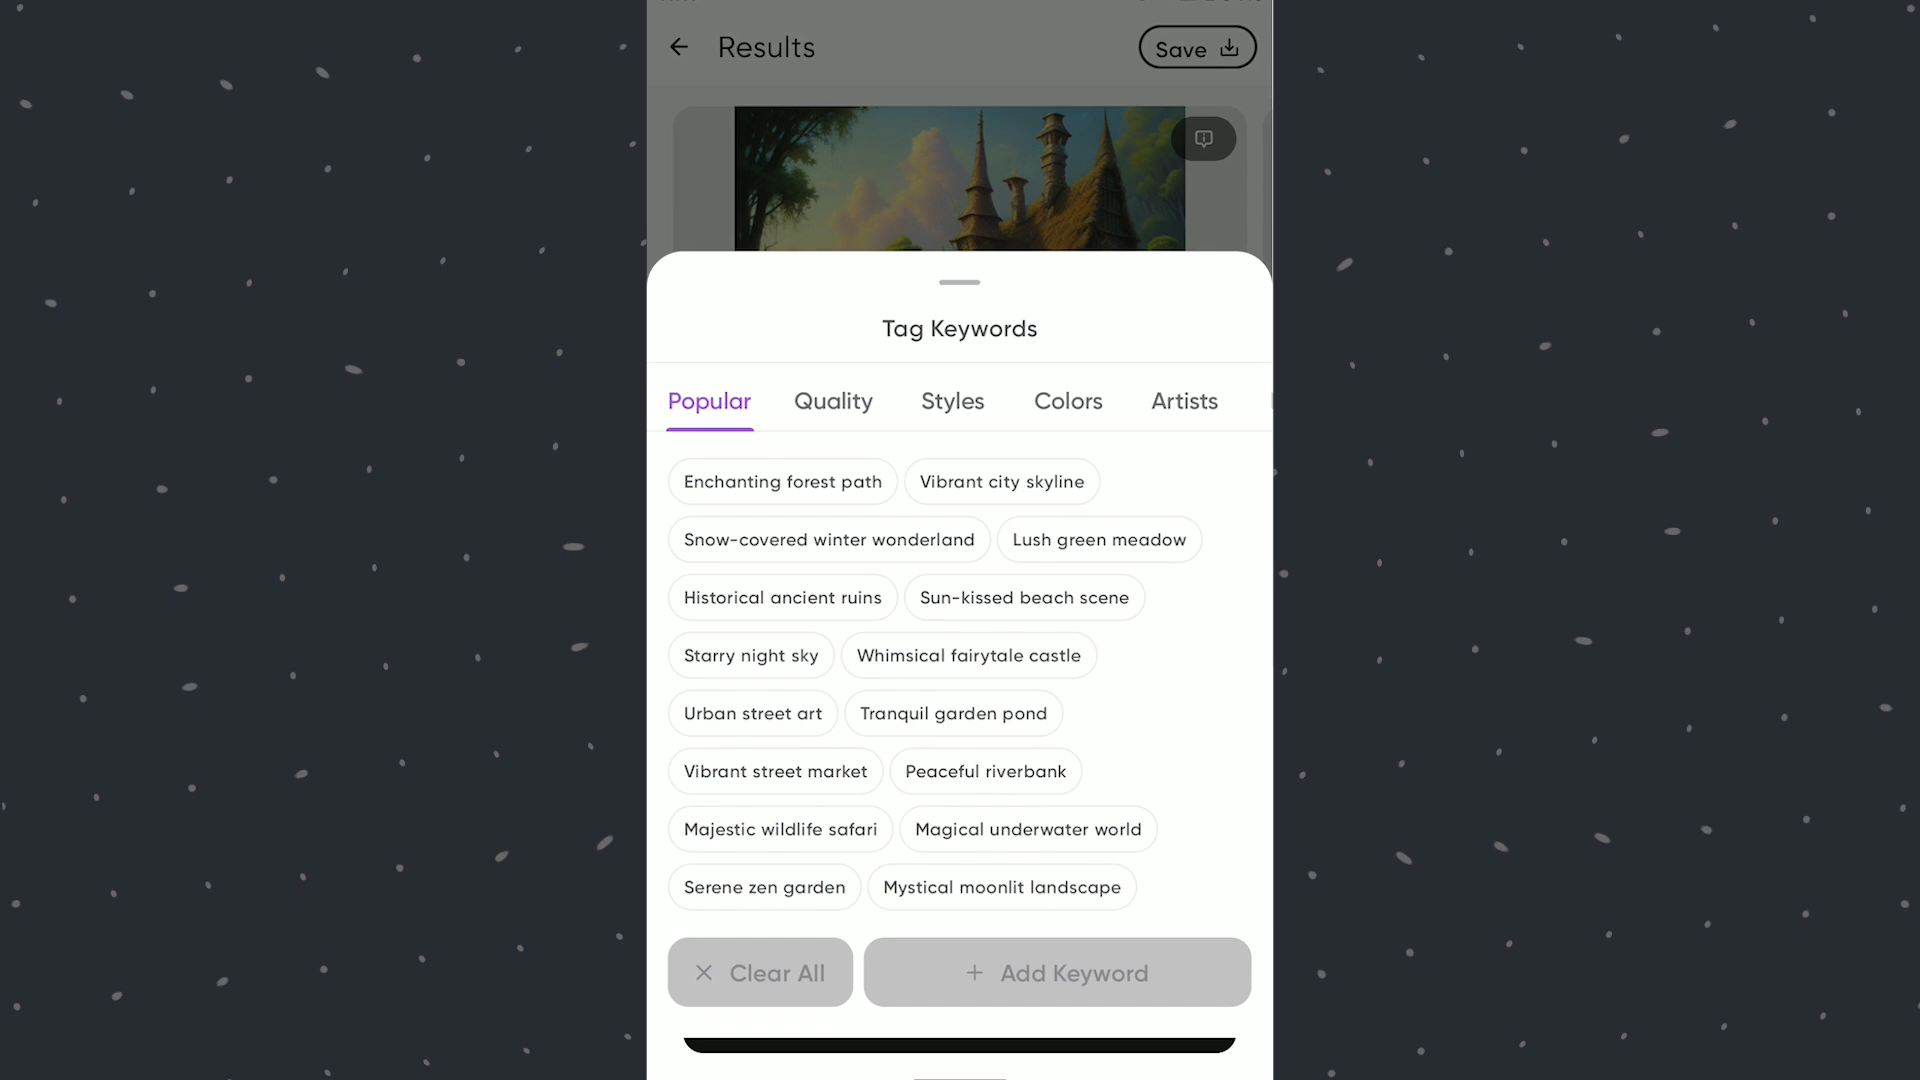 Results
Save
Tag Keywords
Popular Quality Styles Colors Artists
Enchanting forest path Vibrant city skyline
Snow-covered winter wonderland Lush green meadow
Historical ancient ruins Sun-kissed beach scene
Starry night sky Whimsical fairytale castle
Urban street art Tranquil garden pond
Vibrant street market Peaceful riverbank
Majestic wildlife safari Magical underwater world
Serene zen garden Mystical moonlit landscape
Clear All + Add Keyword